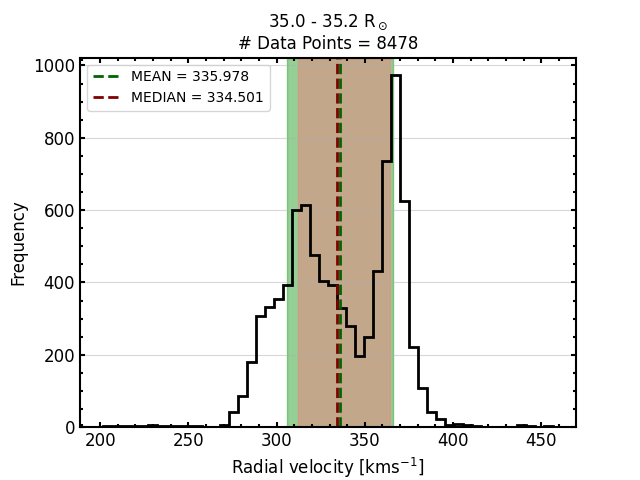 35.0 - 35.2 R⊙
# Data Points = 8478
MEAN = 335.978
MEDIAN = 334.501
1000
800
600
400
200
0
Frequency
200 250 300 350 400 450
Radial velocity [kms⁻¹]